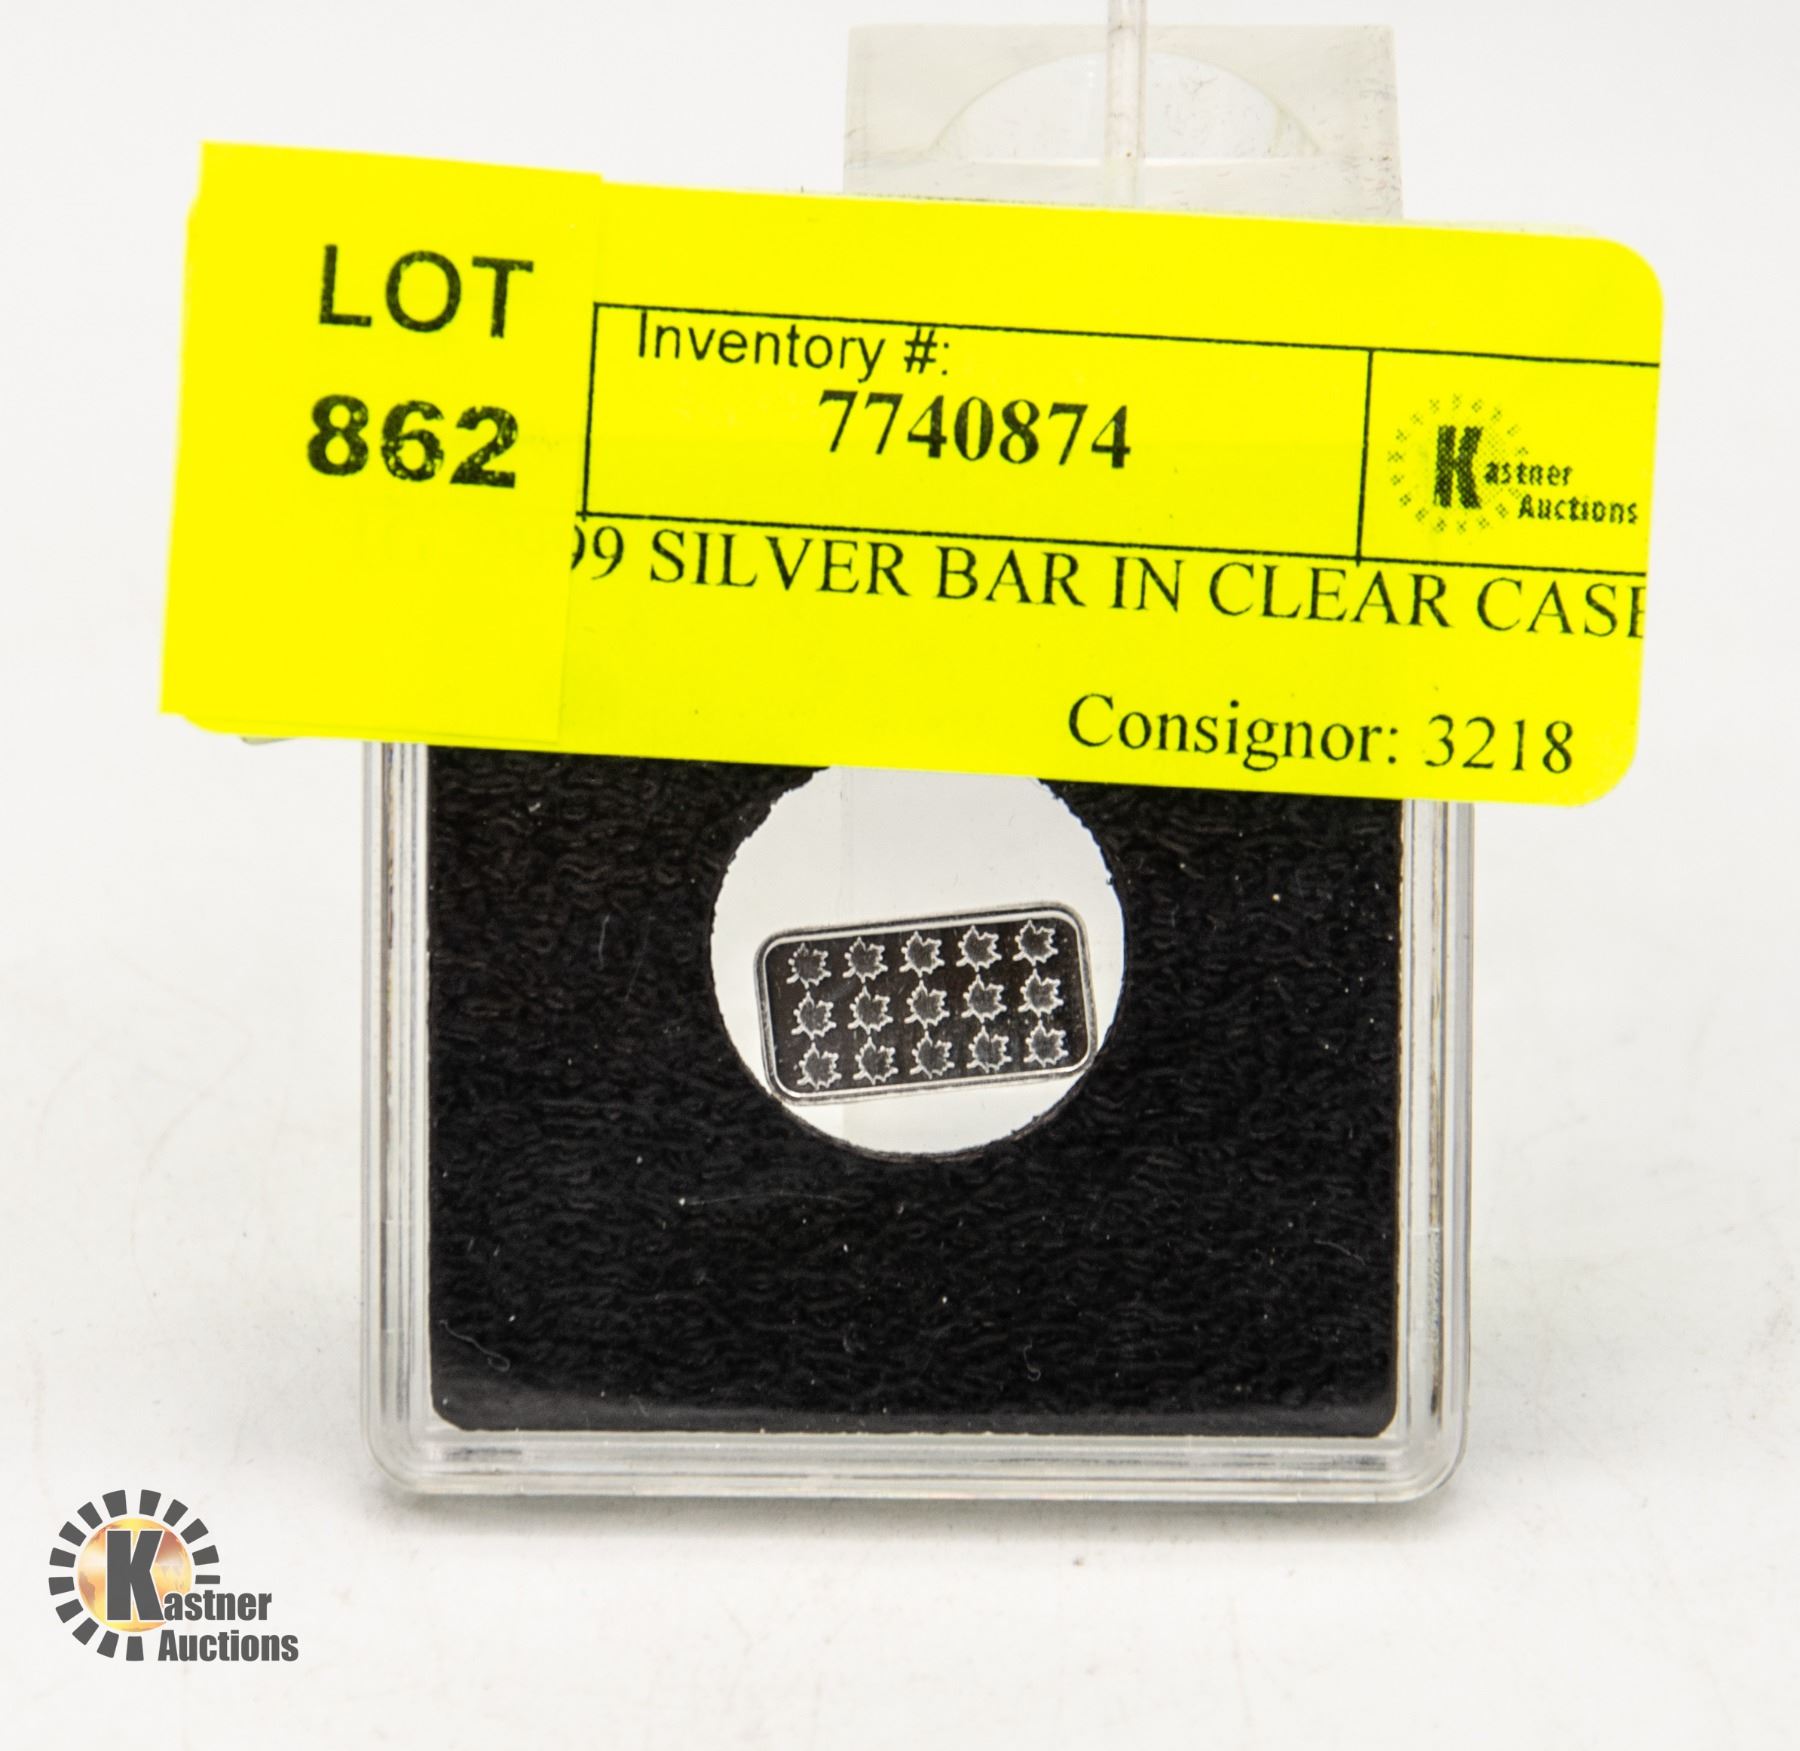 LOT
862
Inventory #:
7740874
Kastner
Auctions
99 SILVER BAR IN CLEAR CASE
Consignor: 3218
Kastner
Auctions